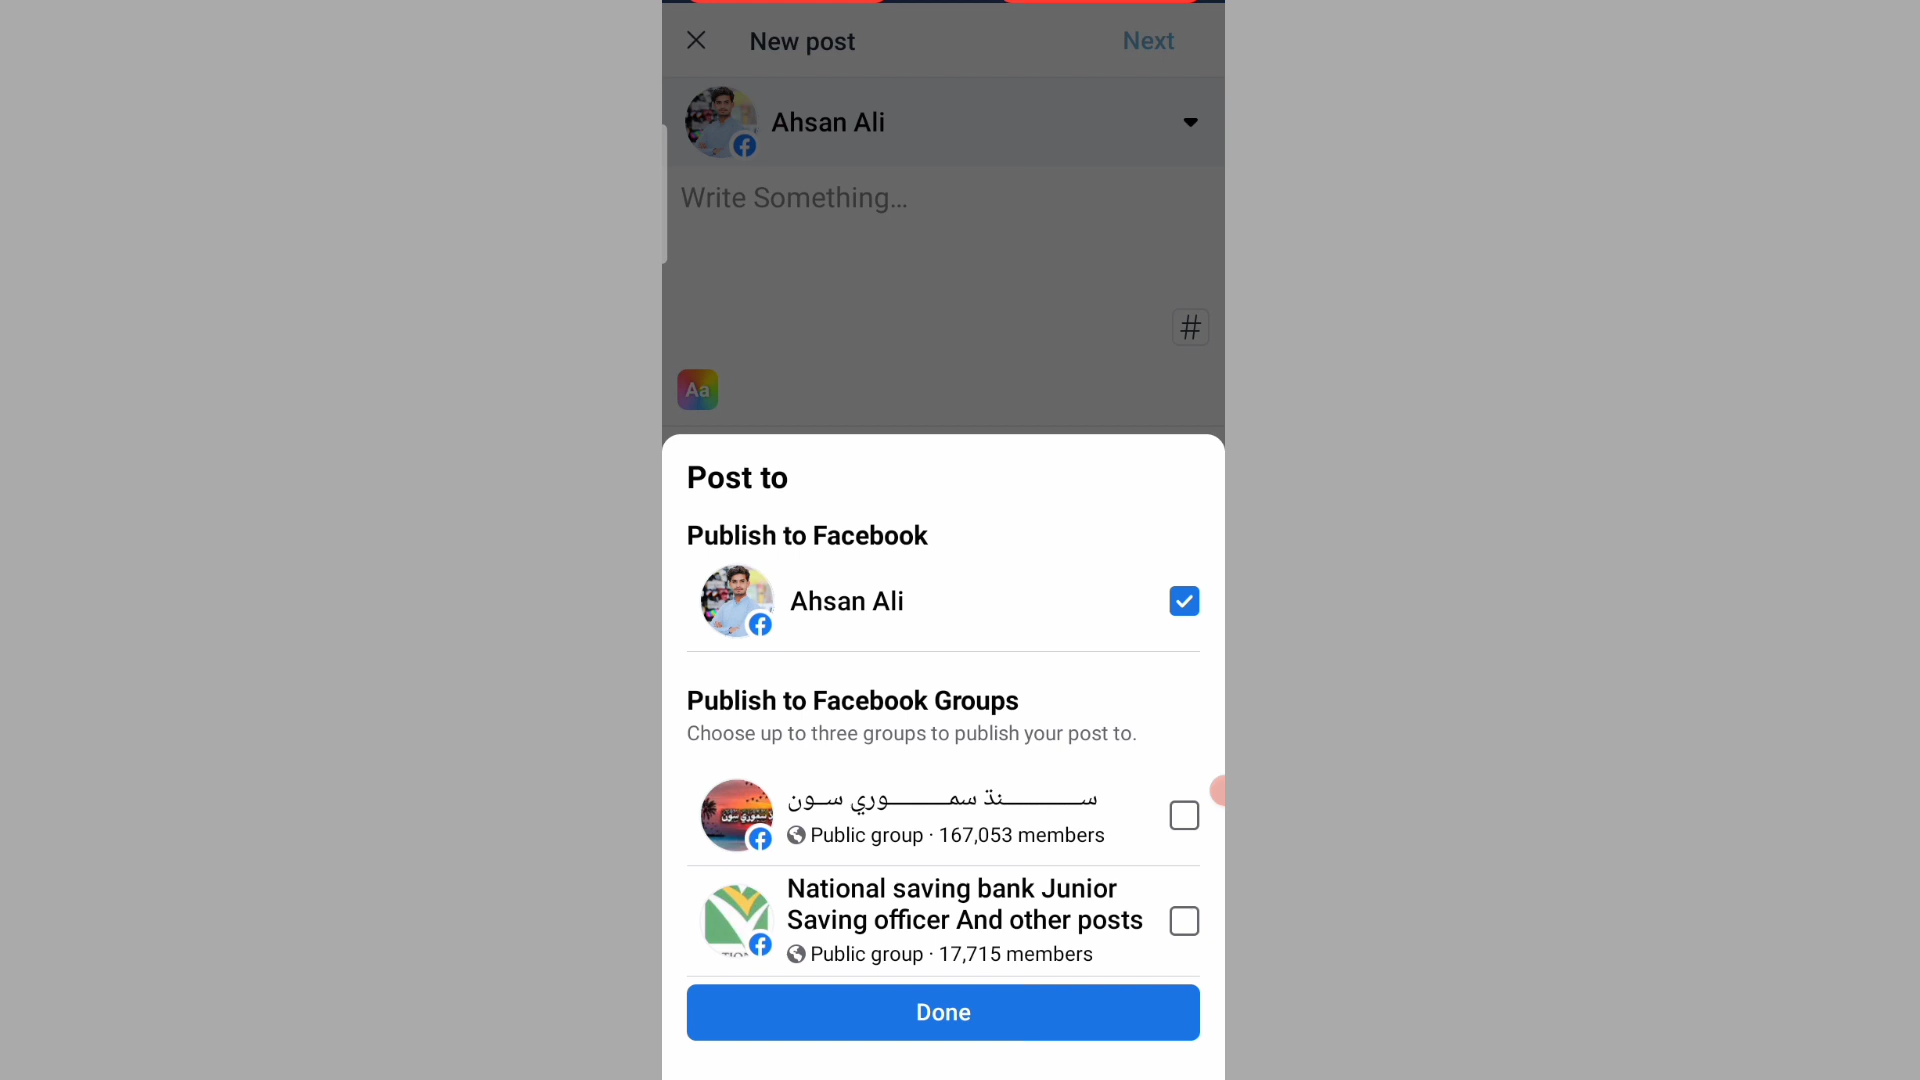 New post
Next
Ahsan Ali
Write Something...
#
Aa
Post to
Publish to Facebook
Ahsan Ali
Publish to Facebook Groups
Choose up to three groups to publish your post to.
ســـــــــنڌ سمـــــــوري ســون
Public group · 167,053 members
National saving bank Junior
Saving officer And other posts
Public group · 17,715 members
Done